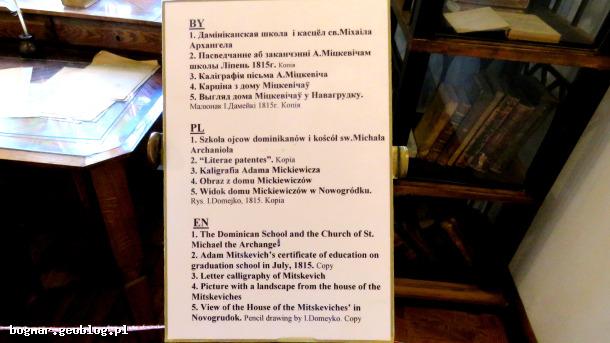 BY
1. Дамініканская школа і касцёл св.Міхаіла
Архангела
2. Пасведчанне аб заканчэнні А.Міцкевічам
школы Ліпень 1815г. Копія
3. Каліграфія пісьма А.Міцкевіча
4. Карціна з дому Міцкевічаў
5. Выгляд дома Міцкевічаў у Навагрудку.
Малюнак І.Дамейкі 1815г. Копія
PL
1. Szkoła ojcow dominikanów i kośćół sw.Michała
Archanioła
2. “Literae patentes”. Kopia
3. Kaligrafia Adama Mickiewicza
4. Obraz z domu Mickiewiczów
5. Widok domu Mickiewiczów w Nowogródku.
Rys. I.Domejko, 1815. Kopia
EN
1. The Dominican School and the Church of St.
Michael the Archangel
2. Adam Mitskevich’s certificate of education on
graduation school in July, 1815. Copy
3. Letter calligraphy of Mitskevich
4. Picture with a landscape from the house of the
Mitskeviches
5. View of the House of the Mitskeviches’ in
Novogrudok. Pencil drawing by I.Domeyko. Copy
bogmar.geoblog.pl